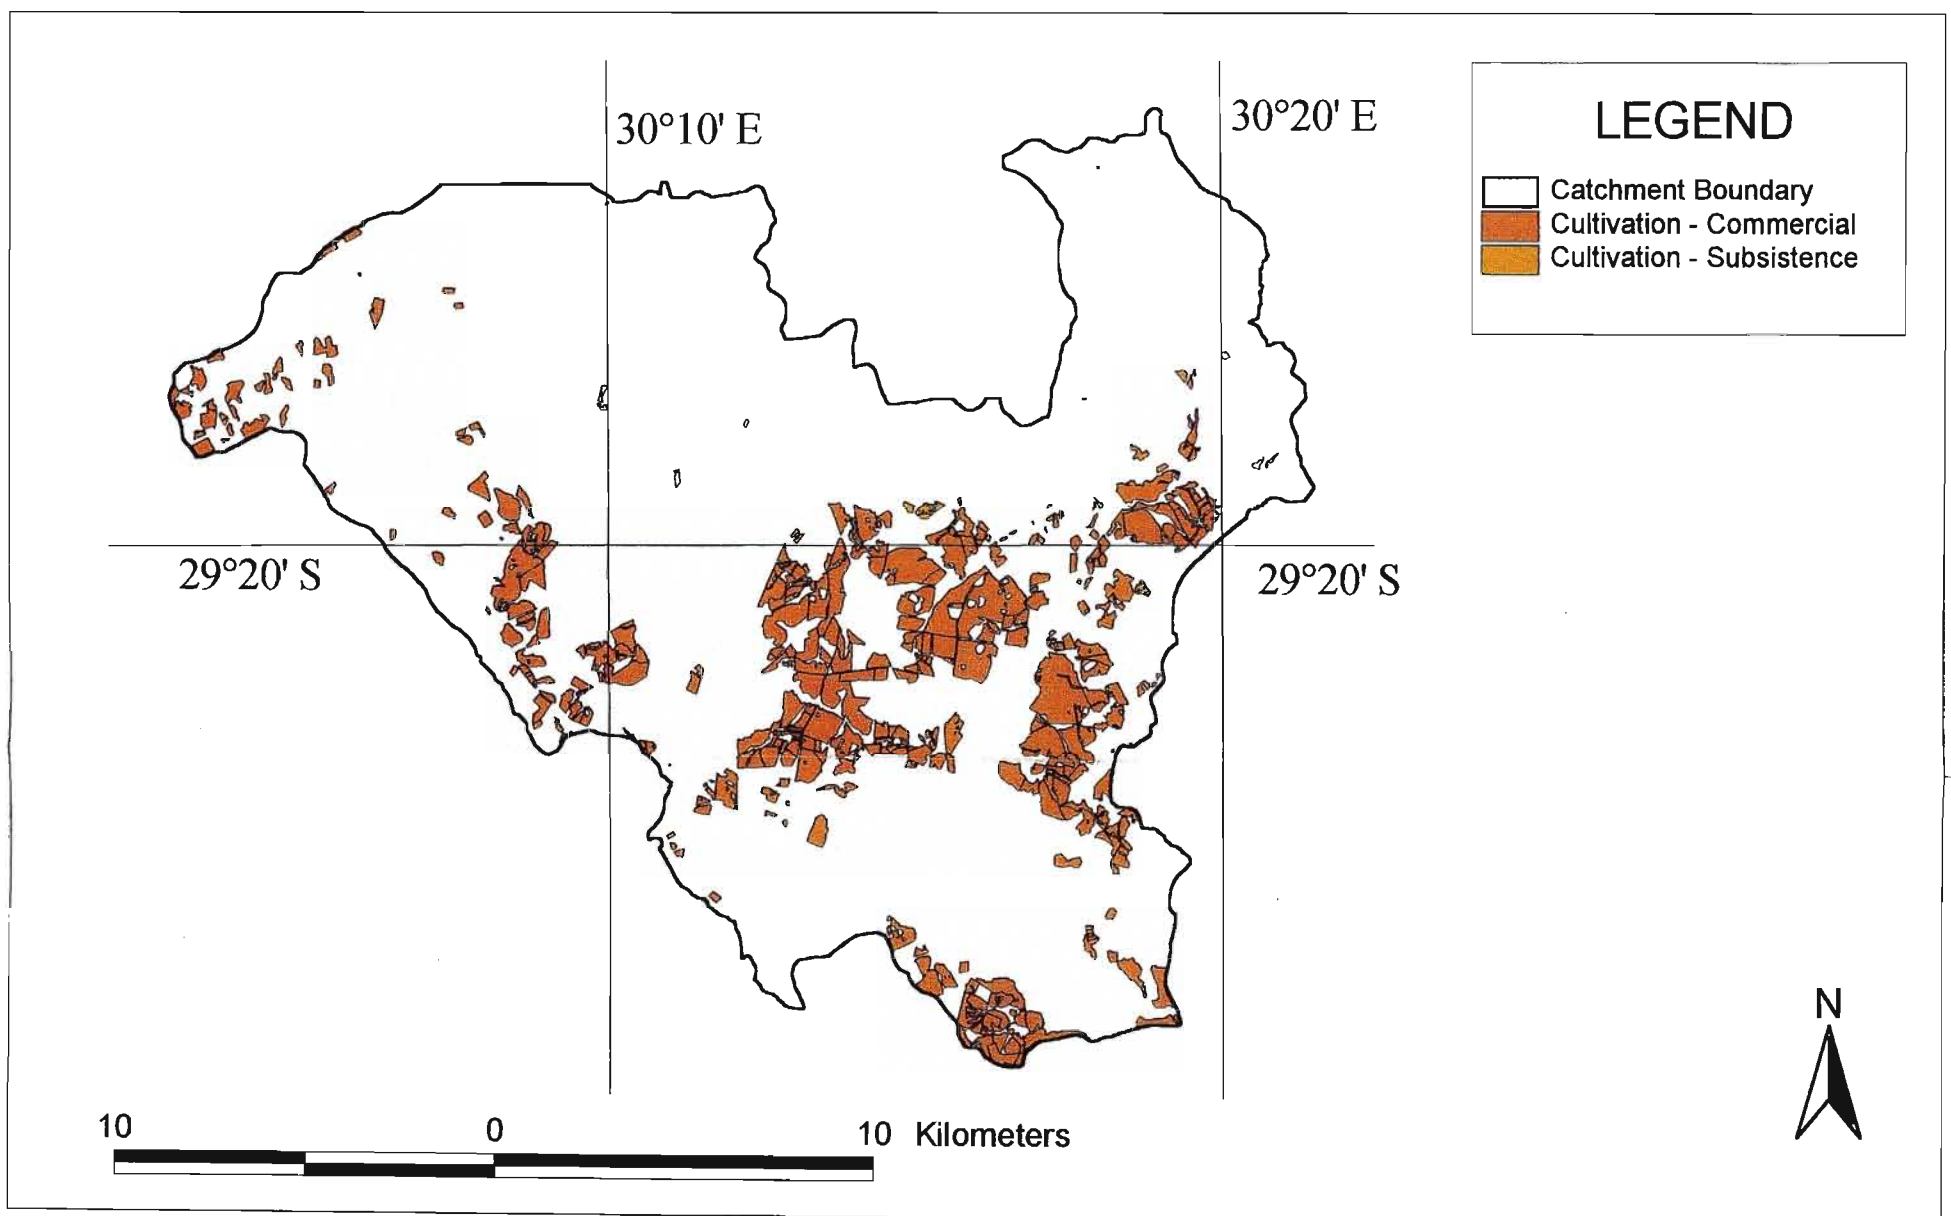 30°10' E
30°20' E
LEGEND
Catchment Boundary
Cultivation - Commercial
Cultivation - Subsistence
29°20' S
29°20' S
N
10 0 10 Kilometers